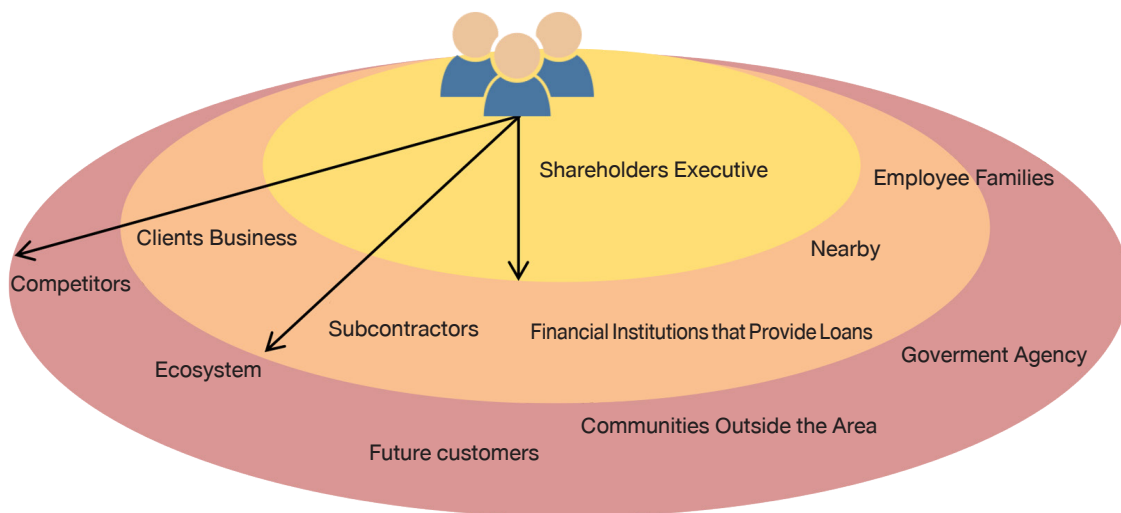 Shareholders Executive
Employee Families
Clients Business
Nearby
Competitors
Subcontractors
Financial Institutions that Provide Loans
Goverment Agency
Ecosystem
Communities Outside the Area
Future customers